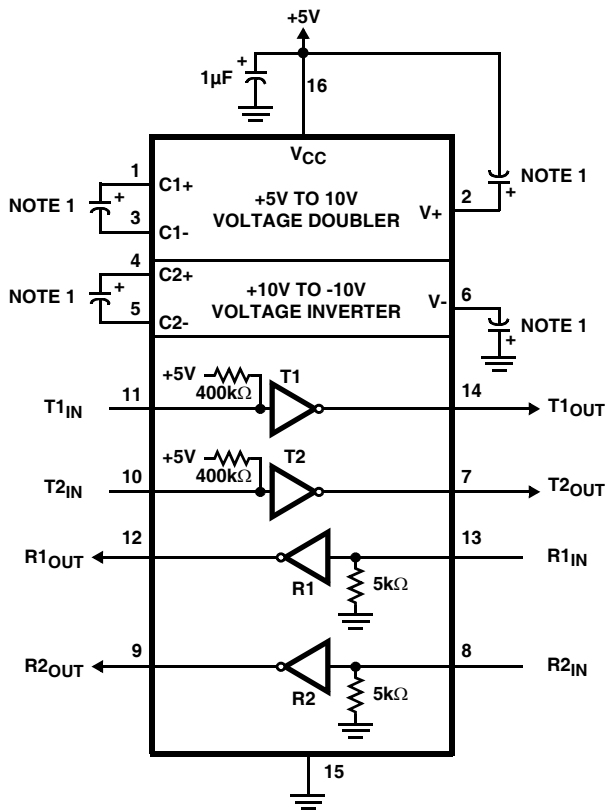 +5V
+
1µF
16
VCC
1
C1+
NOTE 1
+
+5V TO 10V
VOLTAGE DOUBLER
3
C1-
2
V+
NOTE 1
+
4
C2+
NOTE 1
+
+10V TO -10V
VOLTAGE INVERTER
5
C2-
6
V-
NOTE 1
+
+5V
400kΩ
T1
11
T1IN
14
T1OUT
+5V
400kΩ
T2
10
T2IN
7
T2OUT
12
R1OUT
R1
5kΩ
13
R1IN
9
R2OUT
R2
5kΩ
8
R2IN
15